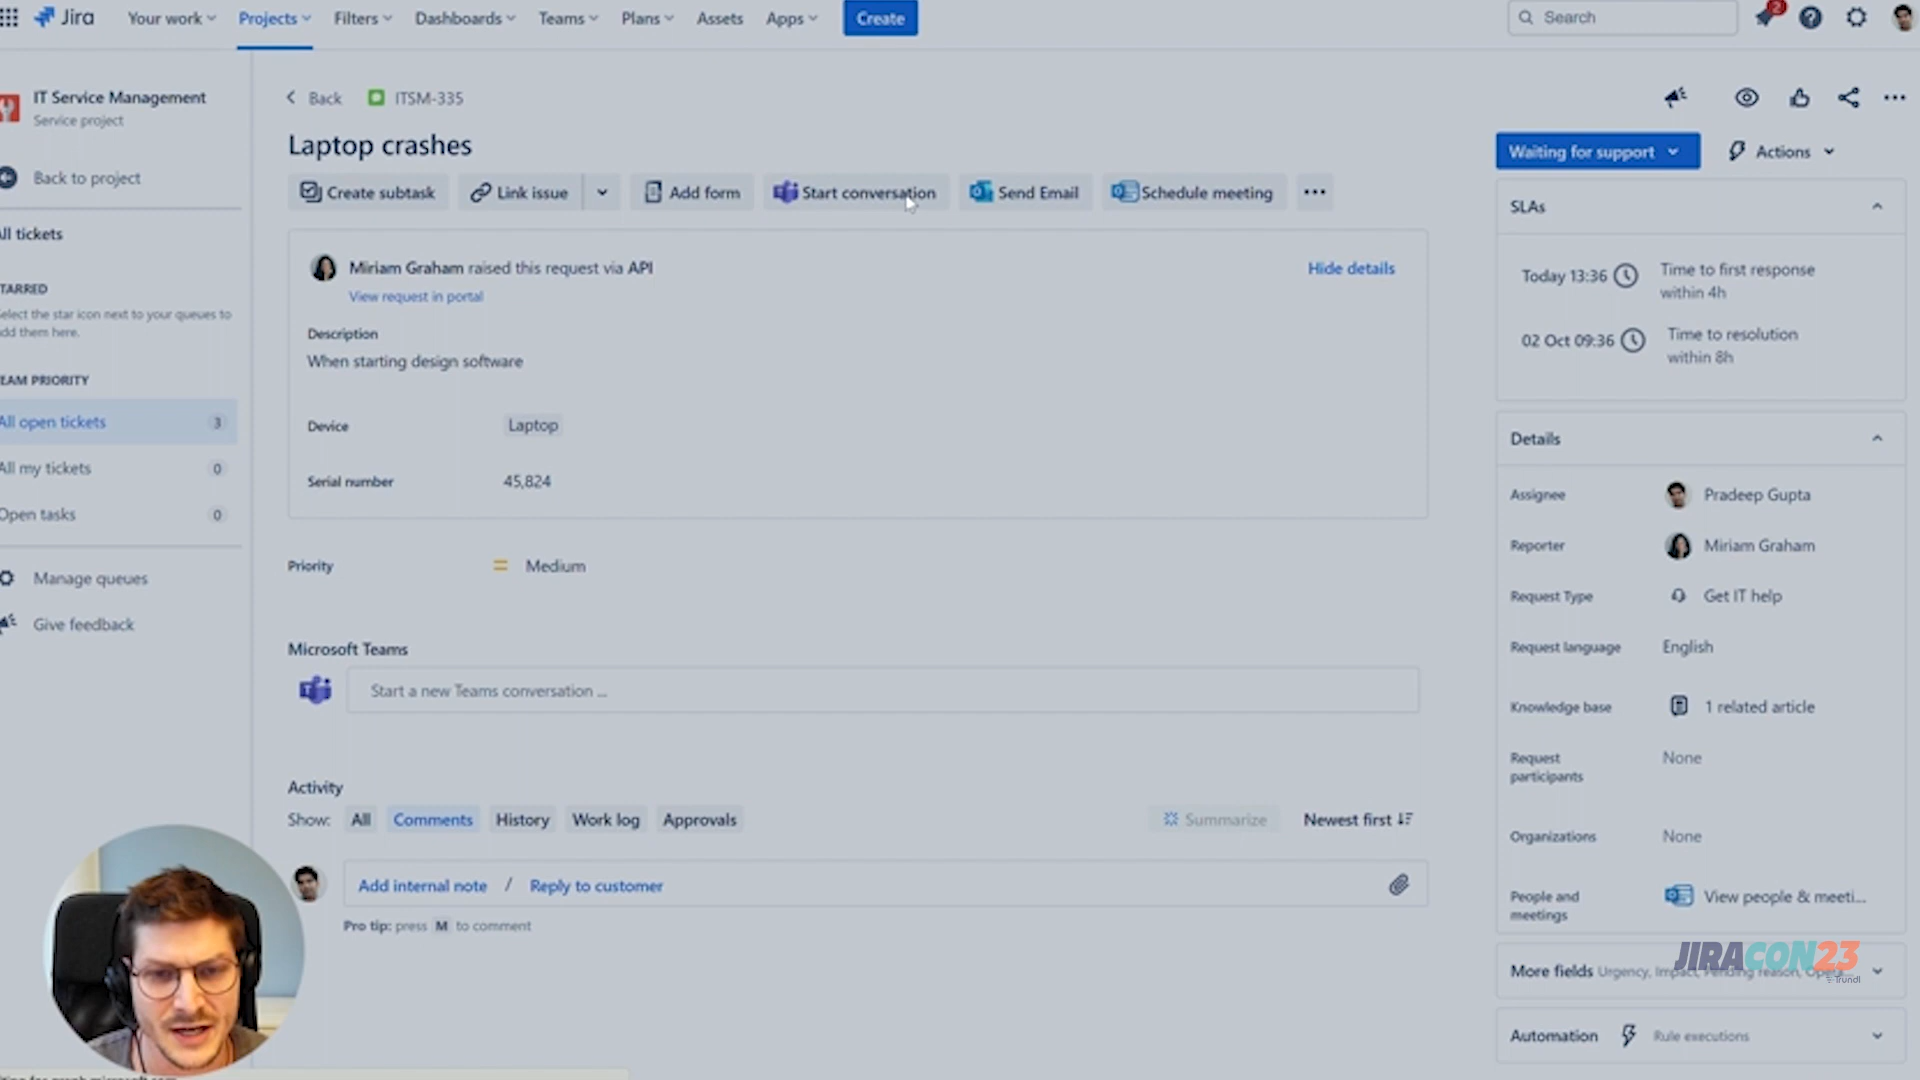 Jira
Your work
Projects
Filters
Dashboards
Teams
Plans
Assets
Apps
Create
Search
2
IT Service Management
Service project
Back to project
ll tickets
TARRED
elect the star icon next to your queues to
dd them here.
EAM PRIORITY
All open tickets 3
All my tickets 0
Open tasks 0
Manage queues
Give feedback
Back ITSM-335
Laptop crashes
Create subtask
Link issue
Add form
Start conversation
Send Email
Schedule meeting
Miriam Graham raised this request via API
Hide details
View request in portal
Description
When starting design software
Device Laptop
Serial number 45,824
Priority Medium
Microsoft Teams
Start a new Teams conversation ...
Activity
Show: All Comments History Work log Approvals
Summarize
Newest first
Add internal note / Reply to customer
Pro tip: press M to comment
Waiting for support
Actions
SLAs
Today 13:36 Time to first response
within 4h
02 Oct 09:36 Time to resolution
within 8h
Details
Assignee Pradeep Gupta
Reporter Miriam Graham
Request Type Get IT help
Request language English
Knowledge base 1 related article
Request
participants
None
Organizations None
People and
meetings
View people & meeti...
JIRACON23
Trundl
More fields Urgency, Impact, Pending reason,
Automation Rule executions